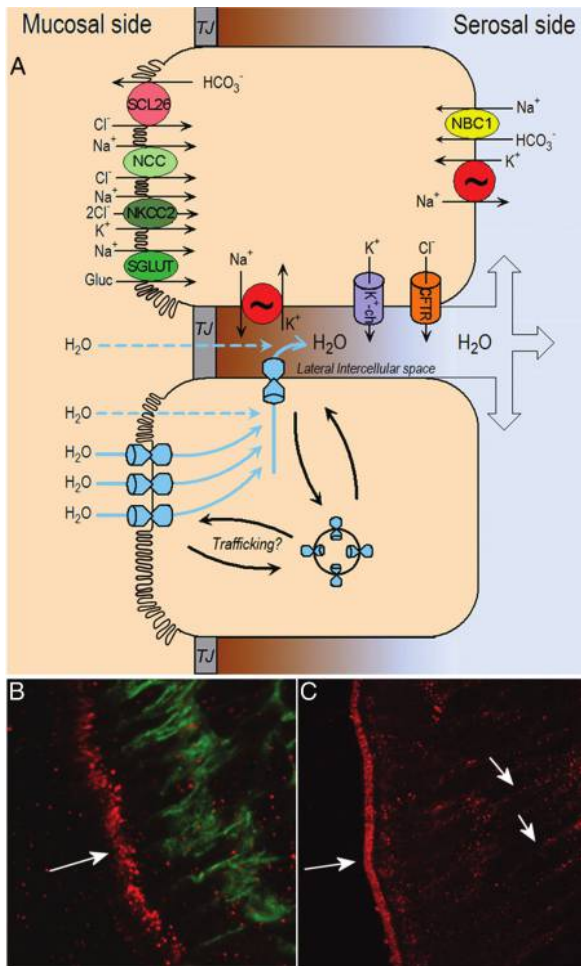 Mucosal side
TJ
Serosal side
A
HCO₃⁻
SCL26
Cl⁻
Na⁺
NCC
Cl⁻
Na⁺
2Cl⁻
NKCC2
K⁺
Na⁺
SGLUT
Gluc
Na⁺
NBC1
HCO₃⁻
K⁺
~
Na⁺
Na⁺
~
K⁺
K⁺
K⁺-ch
Cl⁻
CFTR
TJ
H₂O
H₂O
H₂O
Lateral Intercellular space
H₂O
H₂O
H₂O
H₂O
Trafficking?
TJ
B
C